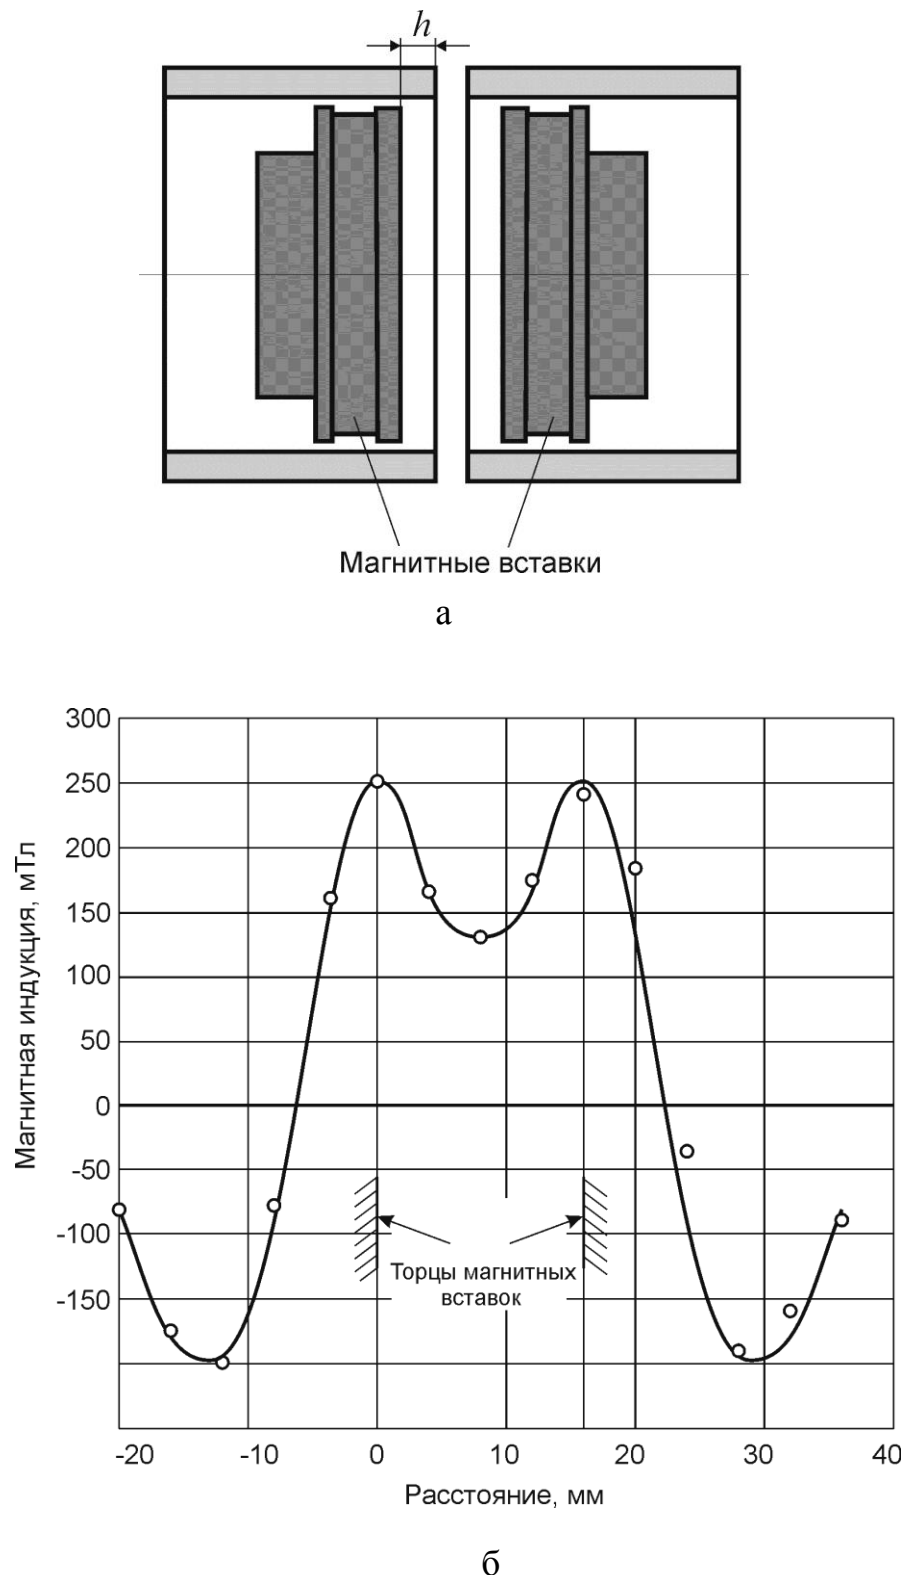 h
Магнитные вставки
а
Магнитная индукция, мТл
300
250
200
150
100
50
0
-50
-100
-150
Торцы магнитных
вставок
-20 -10 0 10 20 30 40
Расстояние, мм
б